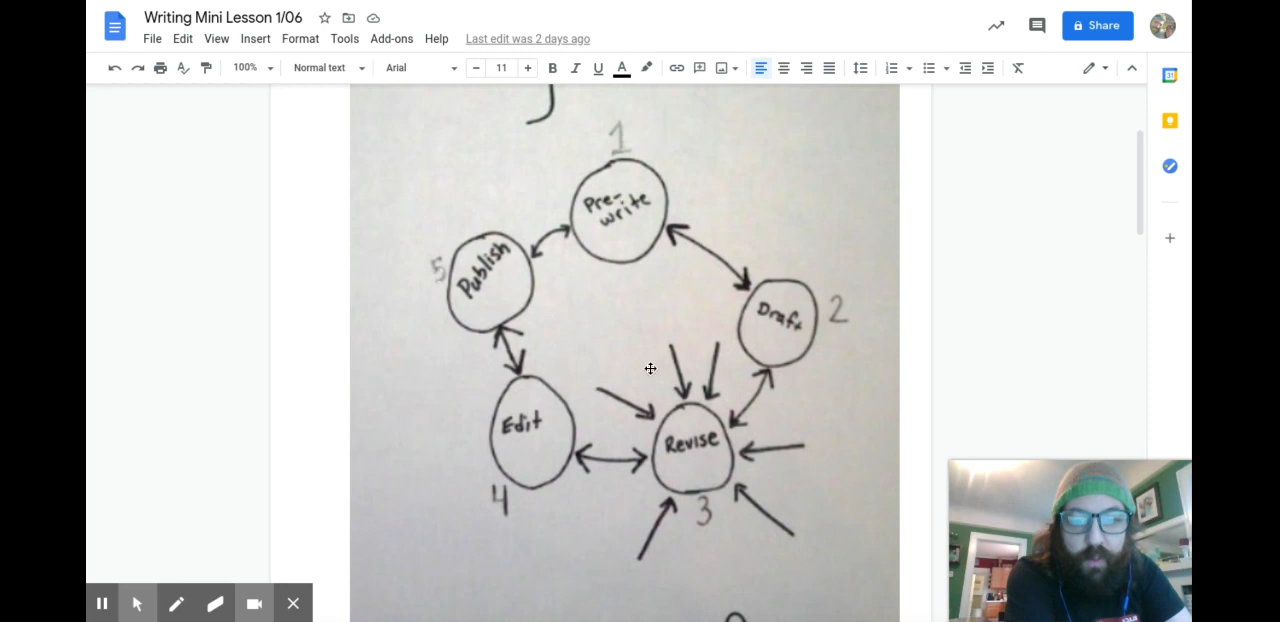 Writing Mini Lesson 1/06
File Edit View Insert Format Tools Add-ons Help Last edit was 2 days ago
Share
100% Normal text Arial 11 B I U A
31
1
Pre-
write
5 Publish
Draft 2
Edit
4
Revise
3